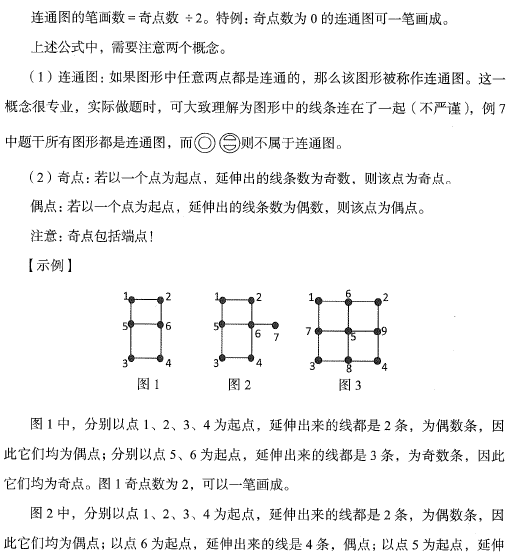 连通图的笔画数=奇点数 ÷2。特例:奇点数为 0 的连通图可一笔画成。
上述公式中，需要注意两个概念。
（1）连通图:如果图形中任意两点都是连通的，那么该图形被称作连通图。这一
概念很专业，实际做题时，可大致理解为图形中的线条连在了一起（不严谨），例 7
中题干所有图形都是连通图，而则不属于连通图。
（2）奇点:若以一个点为起点，延伸出的线条数为奇数，则该点为奇点。
偶点:若以一个点为起点，延伸出的线条数为偶数，则该点为偶点。
注意:奇点包括端点!
【示例】
1 2 1 2 1 6 2
5 6 5 6 7 7 5 9
3 4 3 4 3 8 4
图 1 图 2 图 3
图 1 中，分别以点 1、2、3、4 为起点，延伸出来的线都是 2 条，为偶数条，因
此它们均为偶点;分别以点 5、6 为起点，延伸出来的线都是 3 条，为奇数条，因此
它们均为奇点。图 1 奇点数为 2，可以一笔画成。
图 2 中，分别以点 1、2、3、4 为起点，延伸出来的线都是 2 条，为偶数条，因
此它们均为偶点;以点 6 为起点，延伸出来的线是 4 条，偶点;以点 5 为起点，延伸